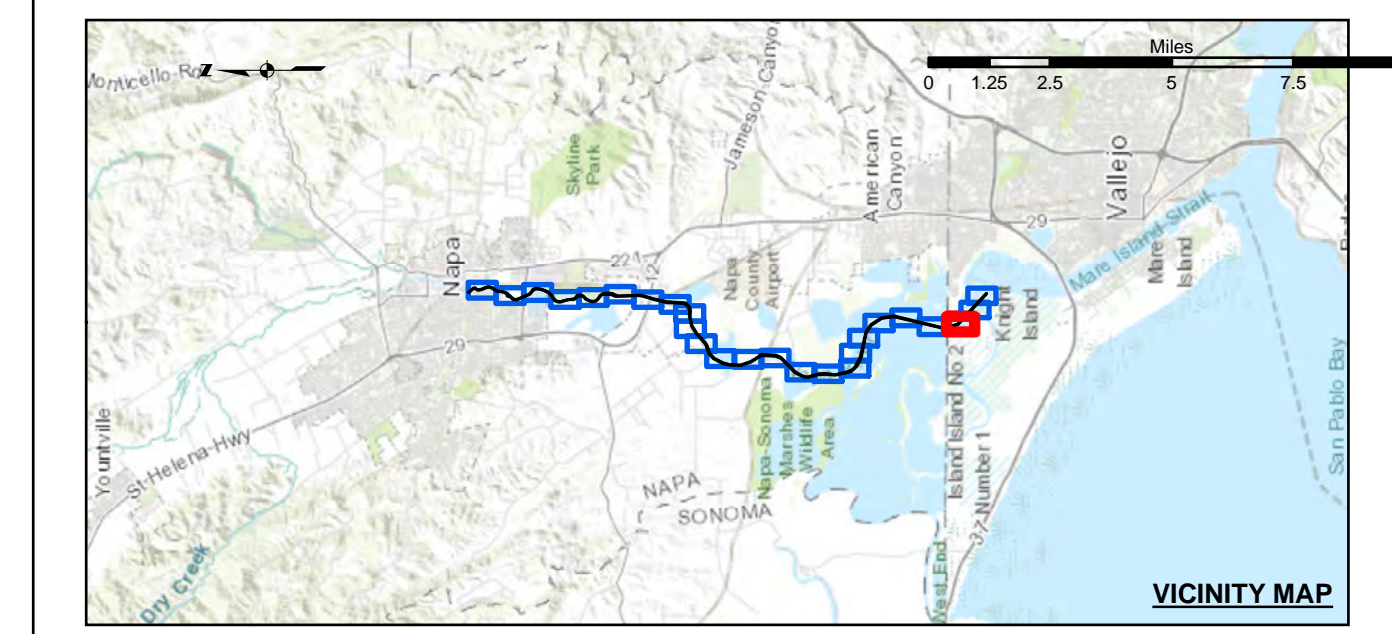 Monticello-Rd
Z
Miles
0 1.25 2.5 5 7.5
Jameson-Canyon
Skyline
Park
American
Canyon
Vallejo
Napa
221
12
29
Napa
County
Airport
29
Mare Island Strait
Mare
Island
Knight
Island
Yountville
St-Helena-Hwy
Napa-Sonoma
Marshes
Wildlife
Area
Island Island No 2
Number 1
37
NAPA
SONOMA
San Pablo Bay
Dry Creek
West End
VICINITY MAP